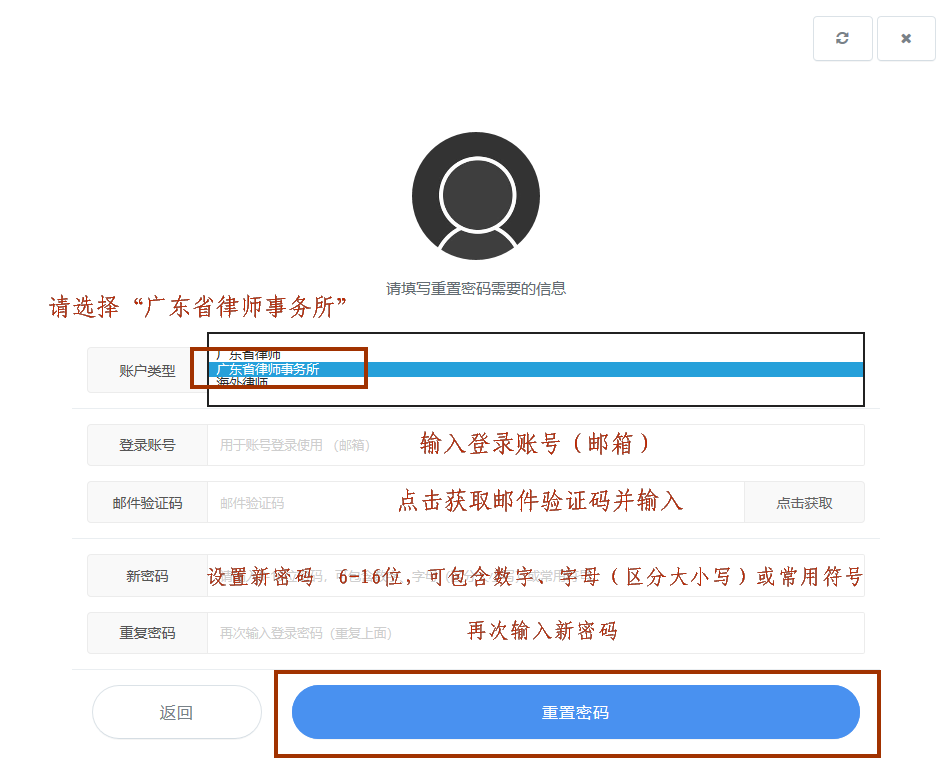 请填写重置密码需要的信息
请选择“广东省律师事务所”
账户类型
广东省律师
广东省律师事务所
海外律师
登录账号 用于账号登录使用 （邮箱） 输入登录账号（邮箱）
邮件验证码 邮件验证码 点击获取邮件验证码并输入 点击获取
新密码 设置新密码 6-16位，可包含数字、字母（区分大小写）或常用符号
重复密码 再次输入登录密码（重复上面） 再次输入新密码
返回 重置密码